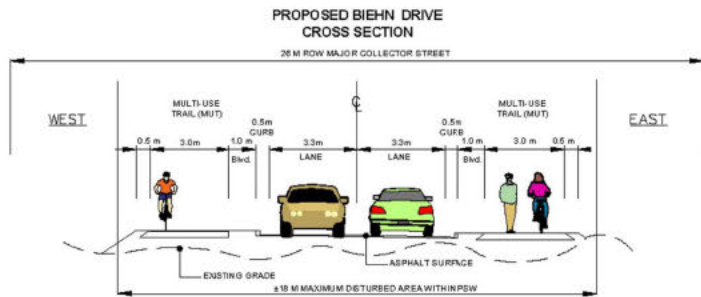 PROPOSED BIEHN DRIVE
CROSS SECTION
26 M ROW MAJOR COLLECTOR STREET
WEST
MULTI-USE
TRAIL (MUT)
0.5m
CURB
℄
0.5m
CURB
MULTI-USE
TRAIL (MUT)
EAST
0.5 m
3.0m
1.0 m
Blvd.
3.3m
LANE
3.3m
LANE
1.0 m
Blvd.
3.0 m
0.5 m
EXISTING GRADE
ASPHALT SURFACE
±18 M MAXIMUM DISTURBED AREA WITHIN PSW